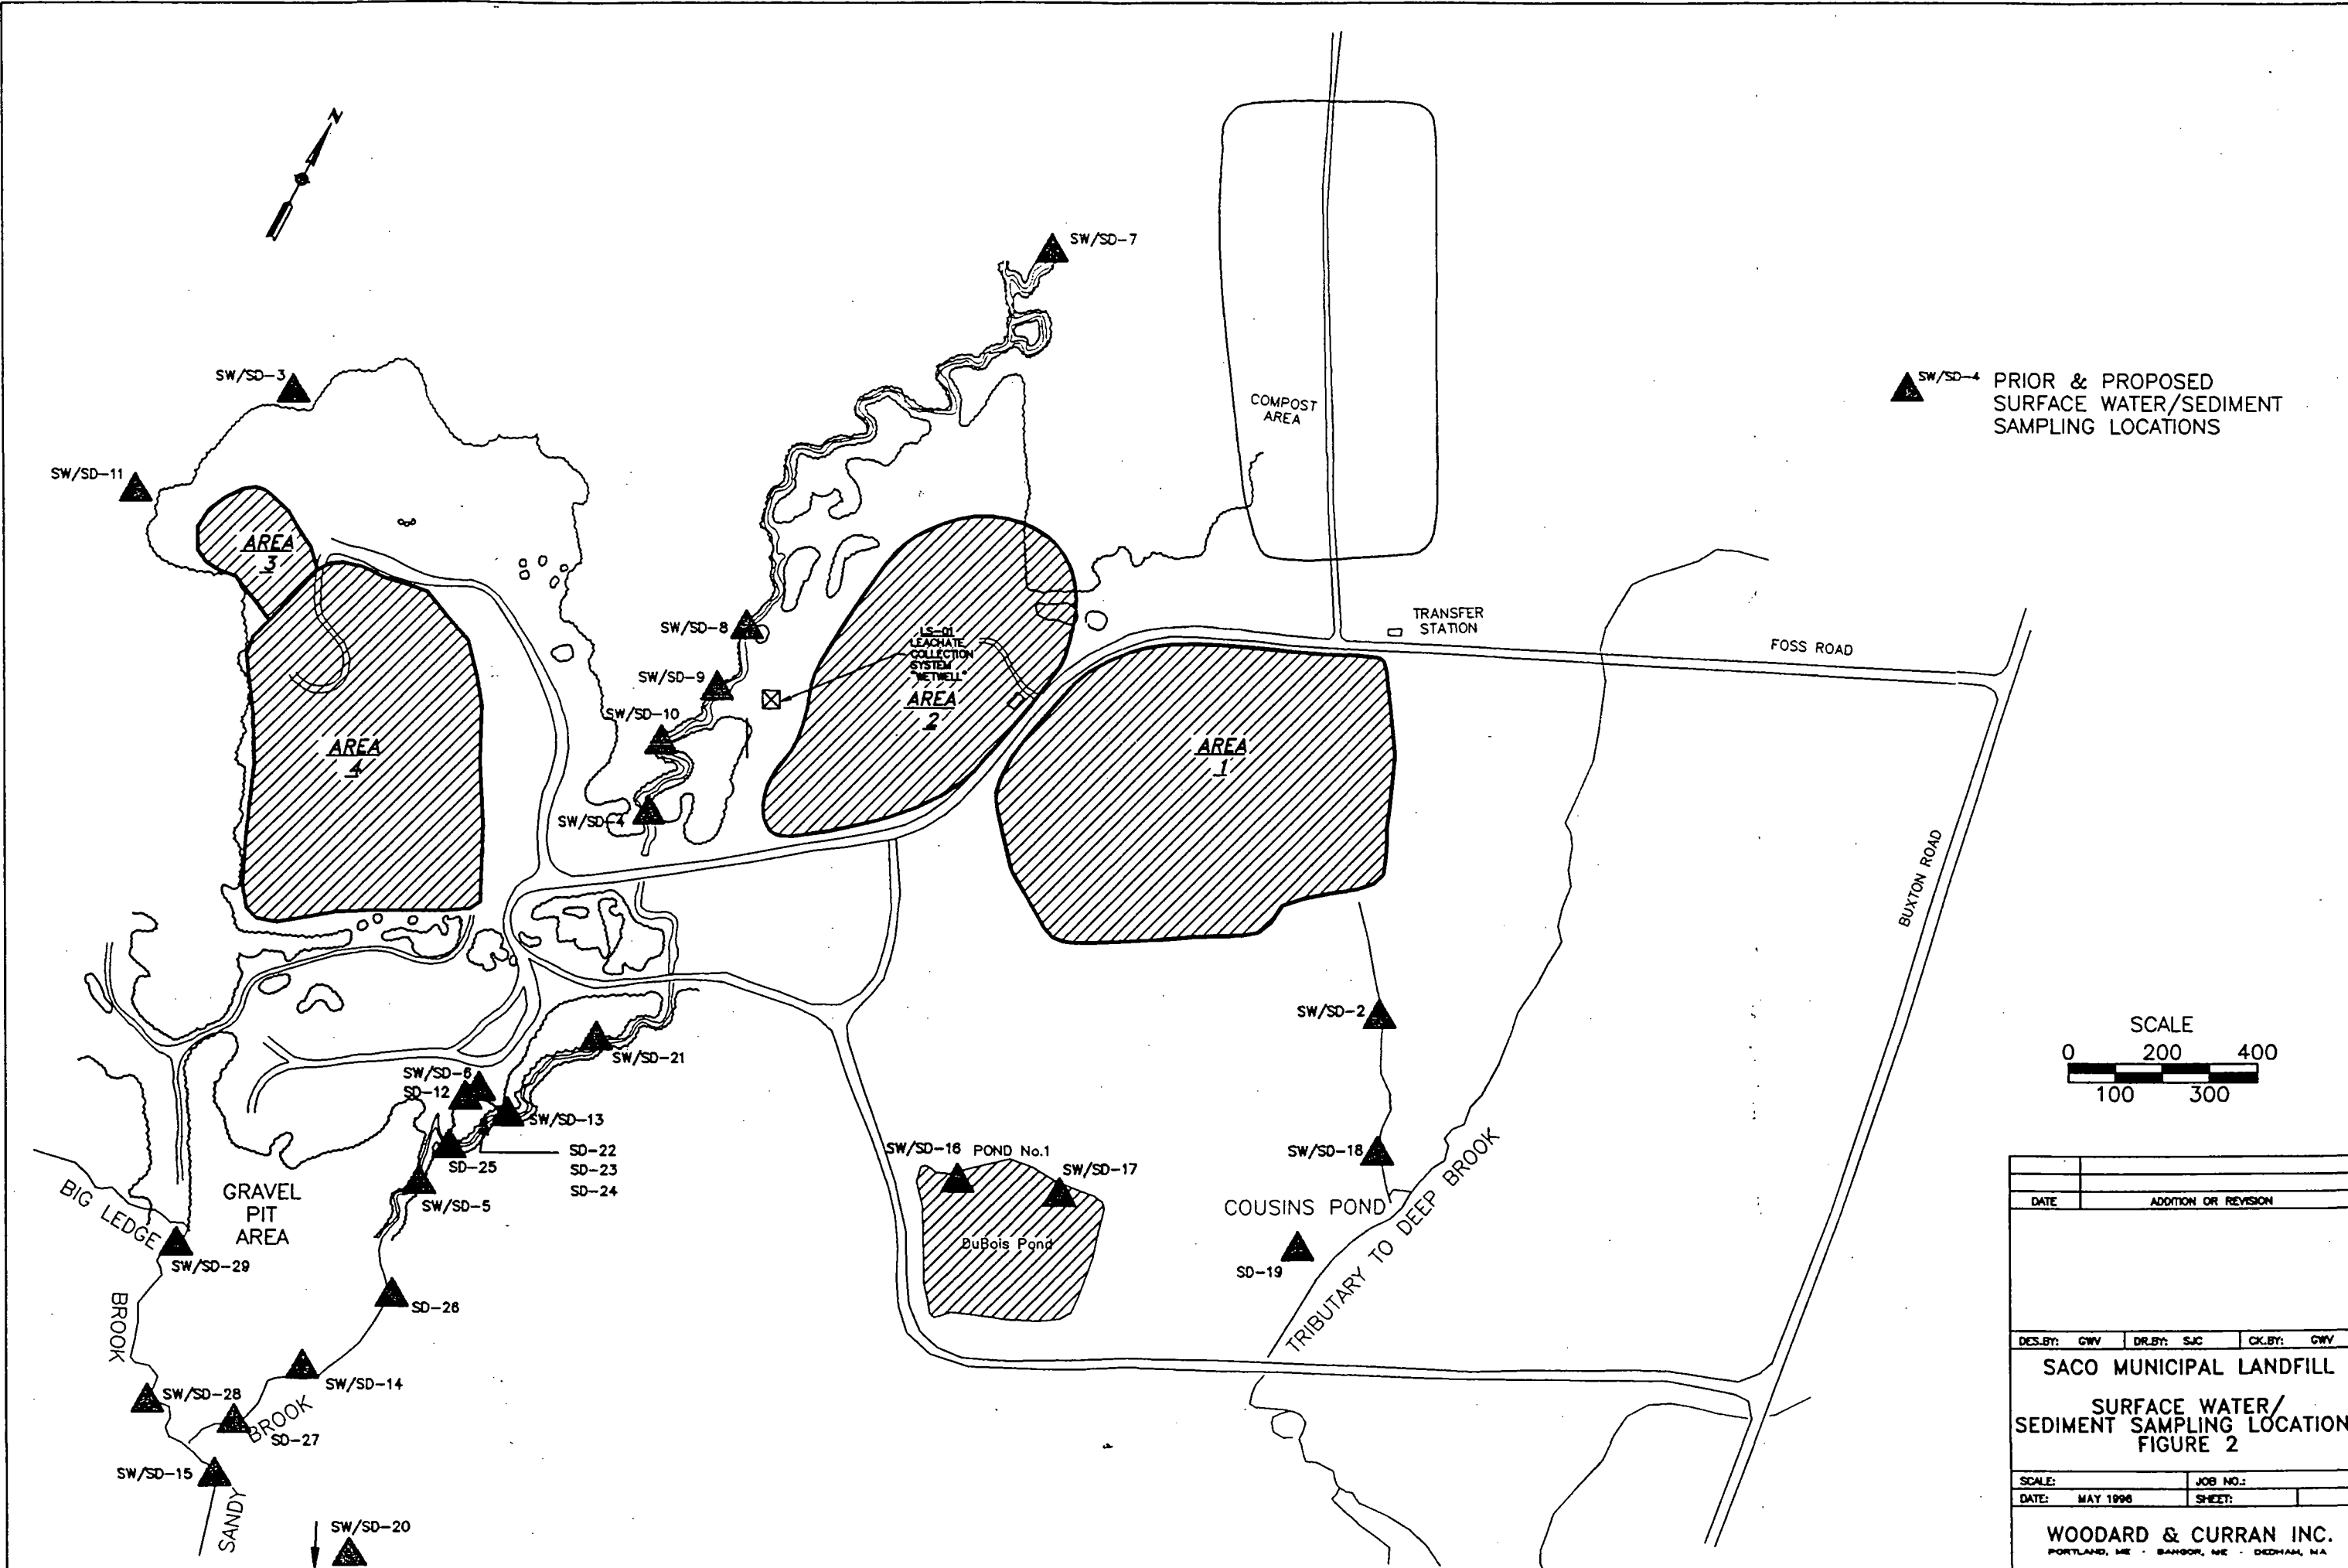 N
SW/SD-7
SW/SD-3
SW/SD-11
COMPOST
AREA
SW/SD-4 PRIOR & PROPOSED
SURFACE WATER/SEDIMENT
SAMPLING LOCATIONS
AREA
3
SW/SD-8
LS-01
LEACHATE
COLLECTION
SYSTEM
"WETWELL"
AREA
2
TRANSFER
STATION
FOSS ROAD
SW/SD-9
SW/SD-10
AREA
4
AREA
1
SW/SD-4
BUXTON ROAD
SW/SD-2
SCALE
0 200 400
100 300
SW/SD-21
SW/SD-6
SD-12
SW/SD-13
SD-22
SD-23
SD-24
SD-25
SW/SD-5
SW/SD-16 POND No.1
SW/SD-17
DuBois Pond
SW/SD-18
COUSINS POND
SD-19
TRIBUTARY TO DEEP BROOK
BIG LEDGE
BROOK
GRAVEL
PIT
AREA
SW/SD-29
SD-26
SW/SD-14
SW/SD-28
BROOK
SD-27
SW/SD-15
SANDY
SW/SD-20
DATE ADDITION OR REVISION
DES.BY: GWV DR.BY: SJC CK.BY: GWV
SACO MUNICIPAL LANDFILL
SURFACE WATER/
SEDIMENT SAMPLING LOCATION
FIGURE 2
SCALE: JOB NO.:
DATE: MAY 1996 SHEET:
WOODARD & CURRAN INC.
PORTLAND, ME - BANGOR, ME - DEDHAM, MA